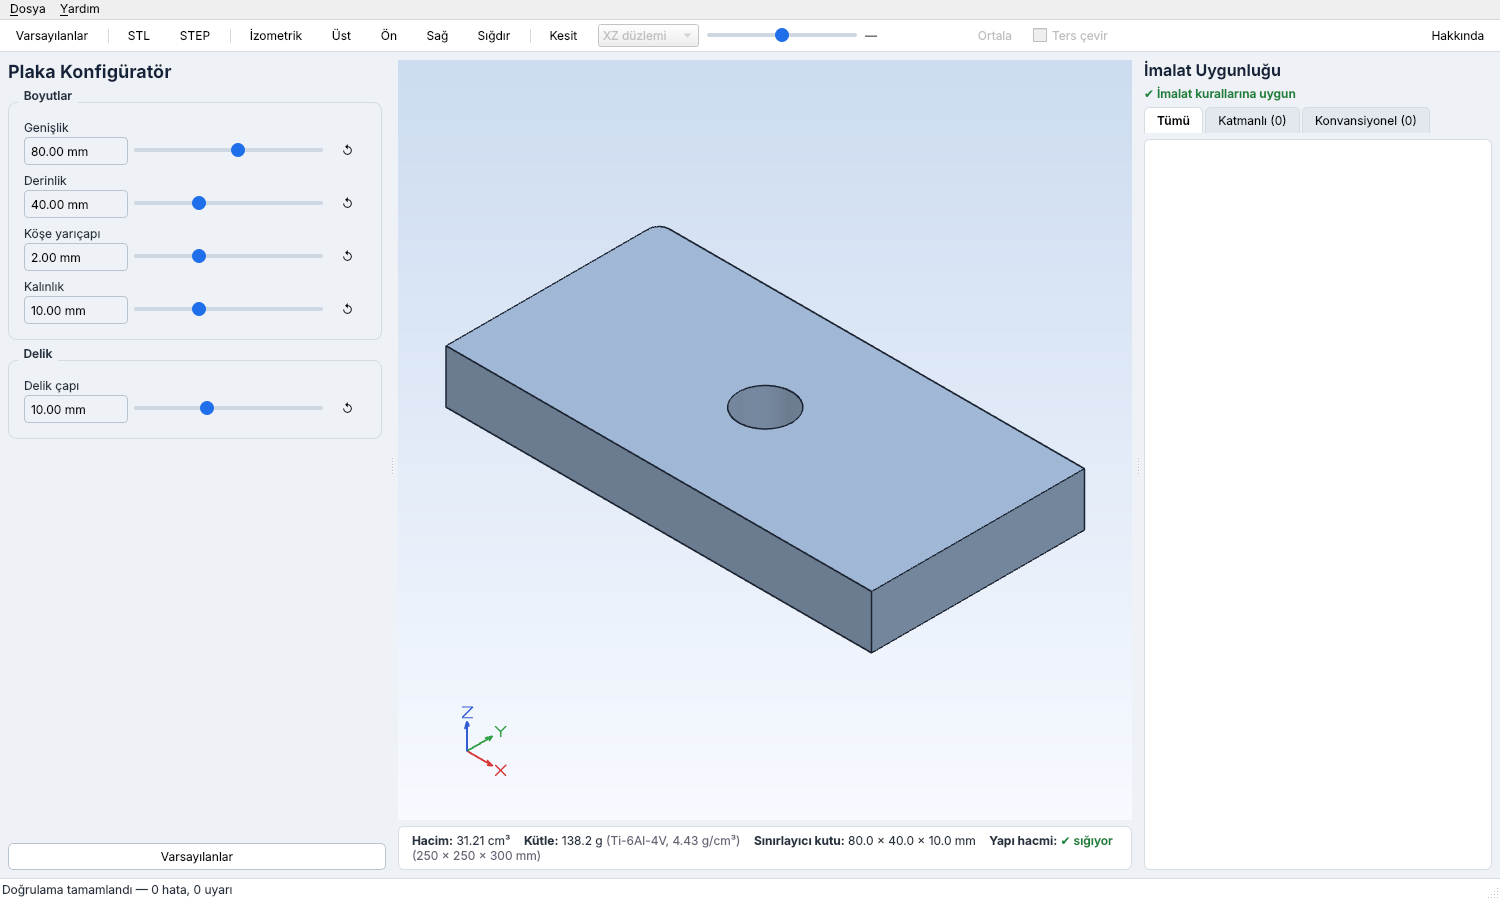 Dosya Yardım
Varsayılanlar STL STEP İzometrik Üst Ön Sağ Sığdır Kesit XZ düzlemi — Ortala Ters çevir Hakkında
Plaka Konfigüratör
Boyutlar
Genişlik
80.00 mm
Derinlik
40.00 mm
Köşe yarıçapı
2.00 mm
Kalınlık
10.00 mm
Delik
Delik çapı
10.00 mm
Varsayılanlar
Z
Y
X
Hacim: 31.21 cm³ Kütle: 138.2 g (Ti-6Al-4V, 4.43 g/cm³) Sınırlayıcı kutu: 80.0 × 40.0 × 10.0 mm Yapı hacmi: ✔ sığıyor
(250 × 250 × 300 mm)
İmalat Uygunluğu
✔ İmalat kurallarına uygun
Tümü Katmanlı (0) Konvansiyonel (0)
Doğrulama tamamlandı — 0 hata, 0 uyarı